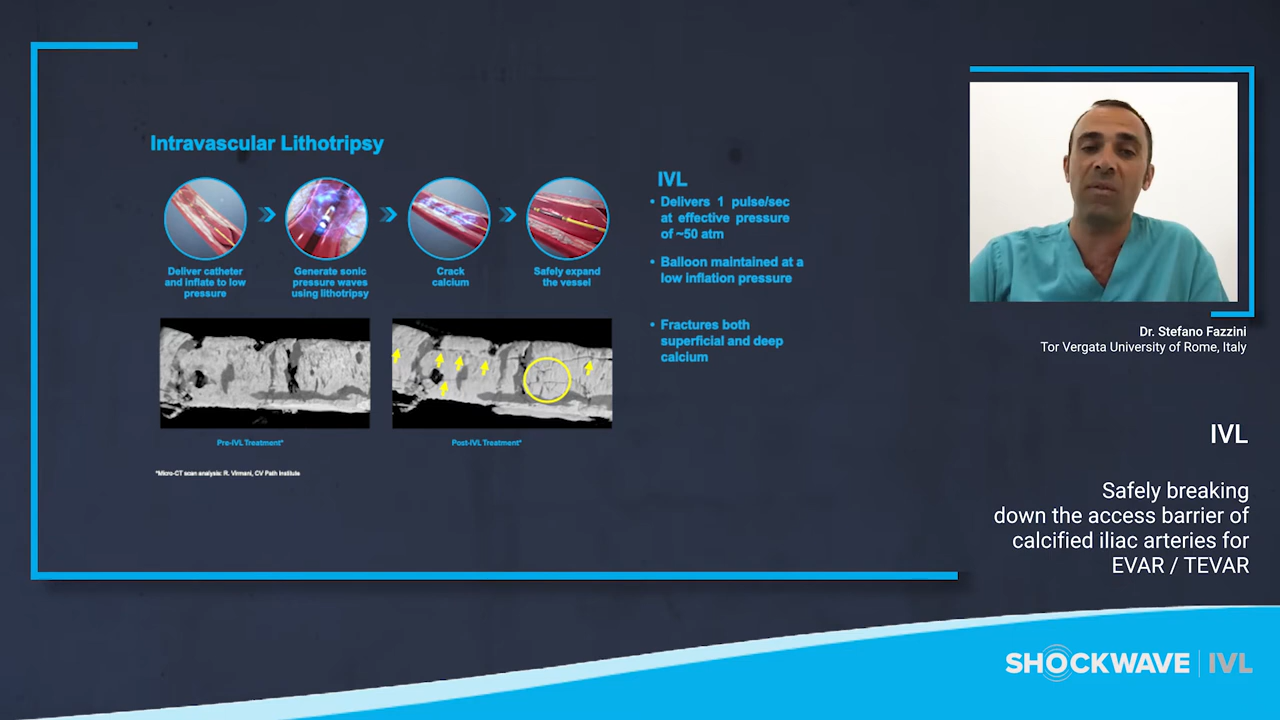 Intravascular Lithotripsy
Deliver catheter
and inflate to low
pressure
Generate sonic
pressure waves
using lithotripsy
Crack
calcium
Safely expand
the vessel
Pre-IVL Treatment*
Post-IVL Treatment*
*Micro-CT scan analysis: R. Virmani, CV Path Institute
IVL
• Delivers 1 pulse/sec
at effective pressure
of ~50 atm
• Balloon maintained at a
low inflation pressure
• Fractures both
superficial and deep
calcium
Dr. Stefano Fazzini
Tor Vergata University of Rome, Italy
IVL
Safely breaking
down the access barrier of
calcified iliac arteries for
EVAR / TEVAR
SHOCKWAVE | IVL